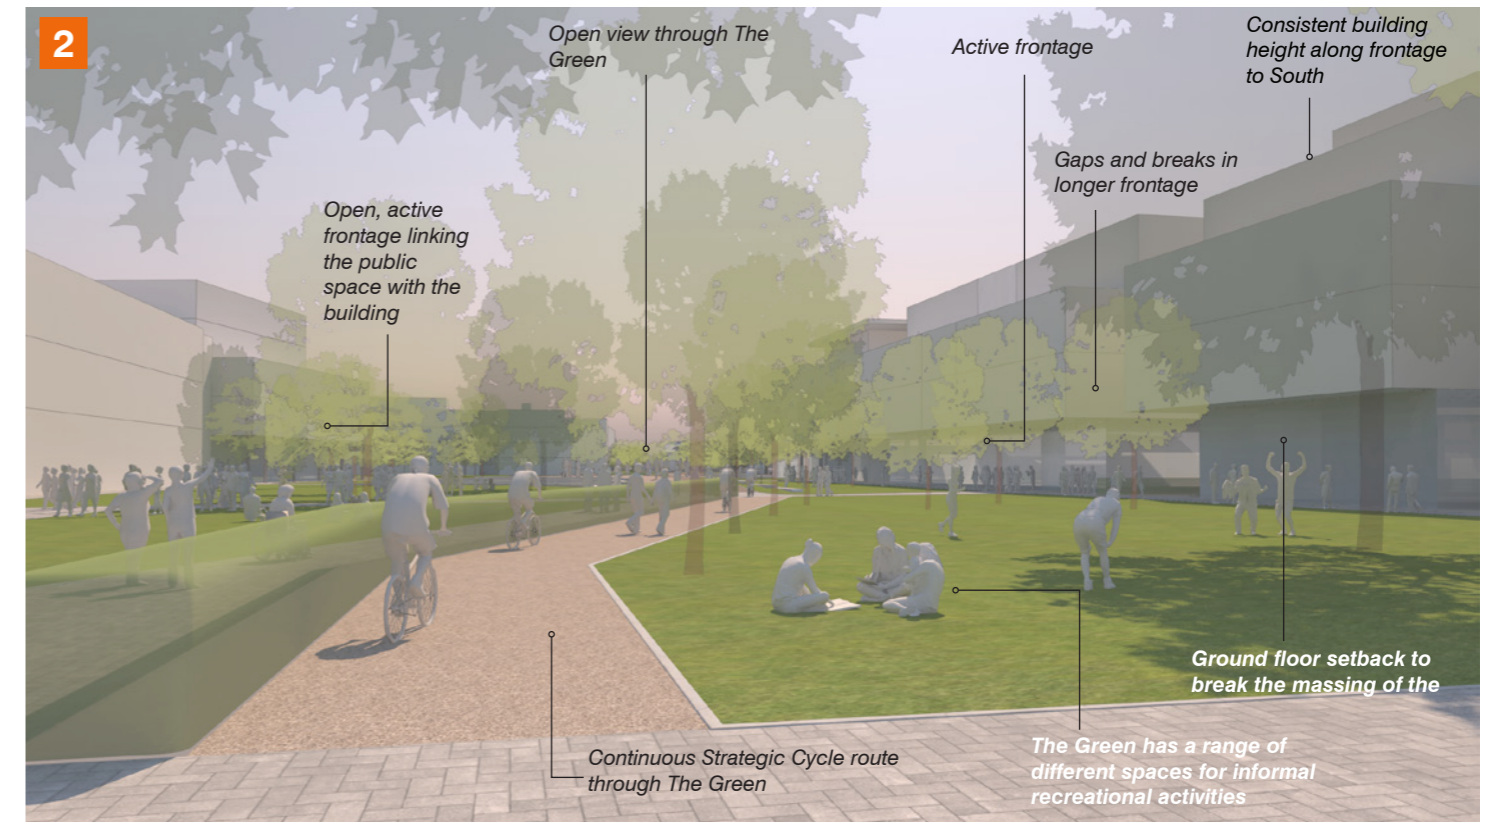 2
Open view through The
Green
Active frontage
Consistent building
height along frontage
to South
Gaps and breaks in
longer frontage
Open, active
frontage linking
the public
space with the
building
Ground floor setback to
break the massing of the
The Green has a range of
different spaces for informal
recreational activities
Continuous Strategic Cycle route
through The Green